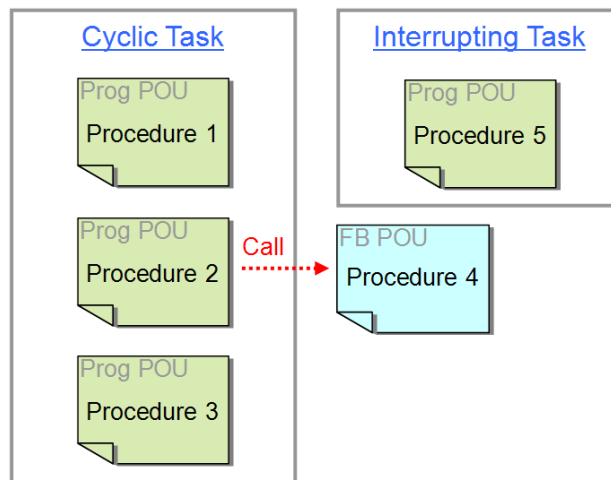 Cyclic Task
Prog POU
Procedure 1
Prog POU
Procedure 2
Prog POU
Procedure 3
Call
Interrupting Task
Prog POU
Procedure 5
FB POU
Procedure 4